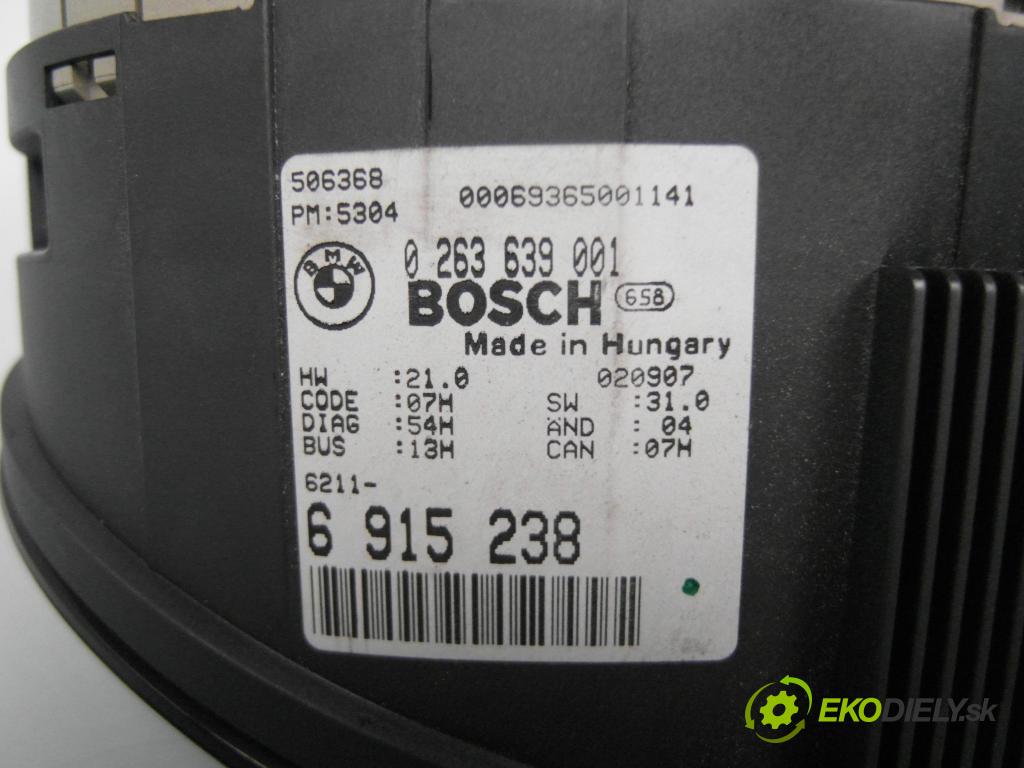 506368 00069365001141
PM:5304
BMW
0 263 639 001
BOSCH 658
Made in Hungary
HW :21.0 020907
CODE :07H SW :31.0
DIAG :54H AND : 04
BUS :13H CAN :07H
6211-
6 915 238
EKODIELY.sk